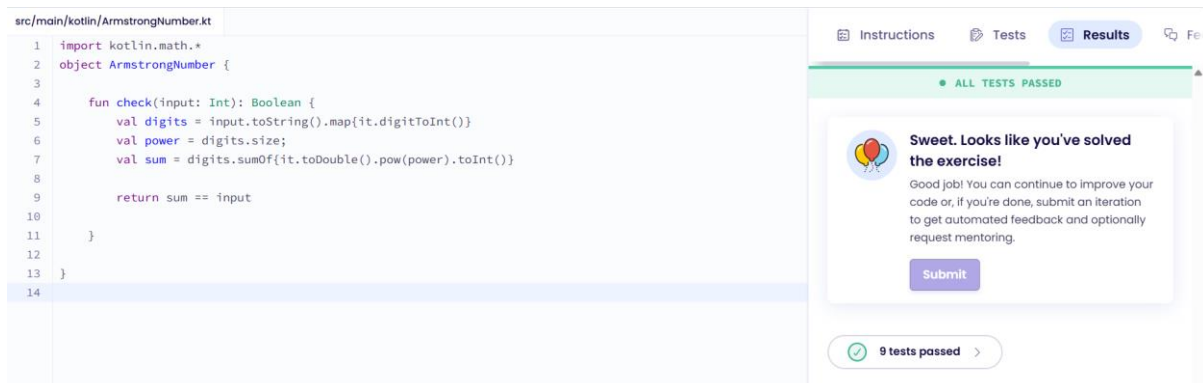 src/main/kotlin/ArmstrongNumber.kt
1 import kotlin.math.*
2 object ArmstrongNumber {
3
4     fun check(input: Int): Boolean {
5         val digits = input.toString().map{it.digitToInt()}
6         val power = digits.size;
7         val sum = digits.sumOf{it.toDouble().pow(power).toInt()}
8
9         return sum == input
10
11     }
12
13 }
14
Instructions Tests Results Fe
ALL TESTS PASSED
Sweet. Looks like you've solved
the exercise!
Good job! You can continue to improve your
code or, if you're done, submit an iteration
to get automated feedback and optionally
request mentoring.
Submit
9 tests passed